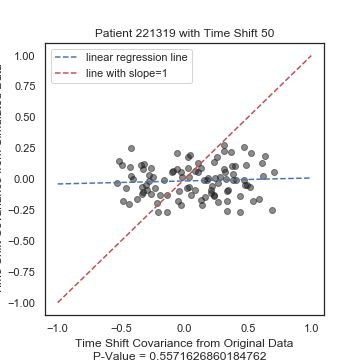 Patient 221319 with Time Shift 50
linear regression line
line with slope=1
1.00
0.75
0.50
0.25
0.00
−0.25
−0.50
−0.75
−1.00
−1.0
−0.5
0.0
0.5
1.0
Time Shift Covariance from Original Data
P-Value = 0.5571626860184762